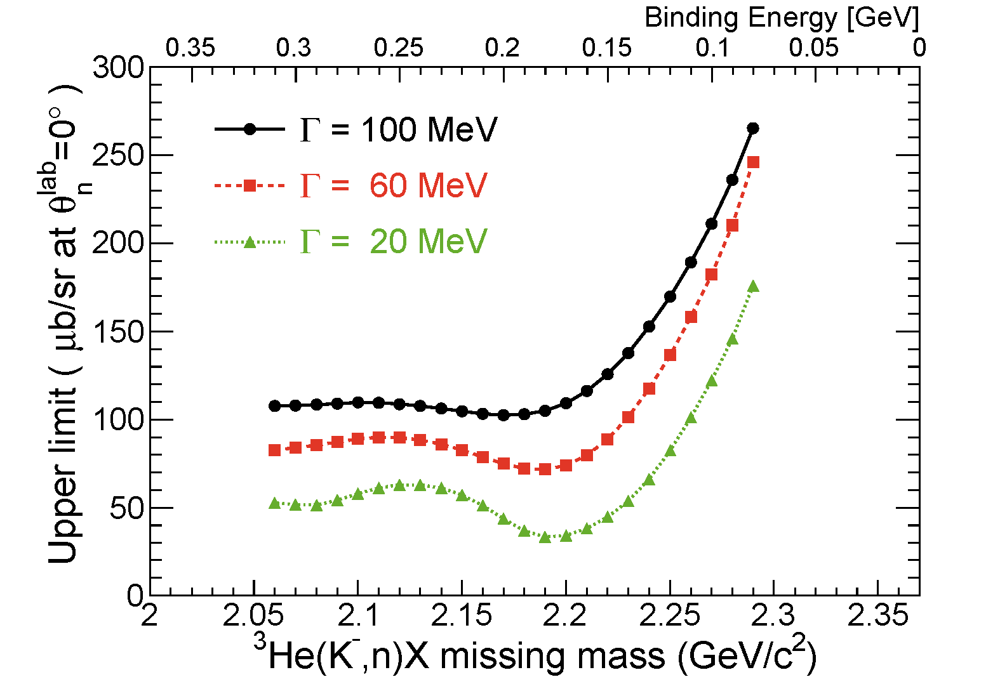 Binding Energy [GeV]
0.35 0.3 0.25 0.2 0.15 0.1 0.05 0
300
250
200
150
100
50
0
Upper limit ( μb/sr at θₙˡᵃᵇ=0° )
Γ = 100 MeV
Γ = 60 MeV
Γ = 20 MeV
2 2.05 2.1 2.15 2.2 2.25 2.3 2.35
³He(K⁻,n)X missing mass (GeV/c²)